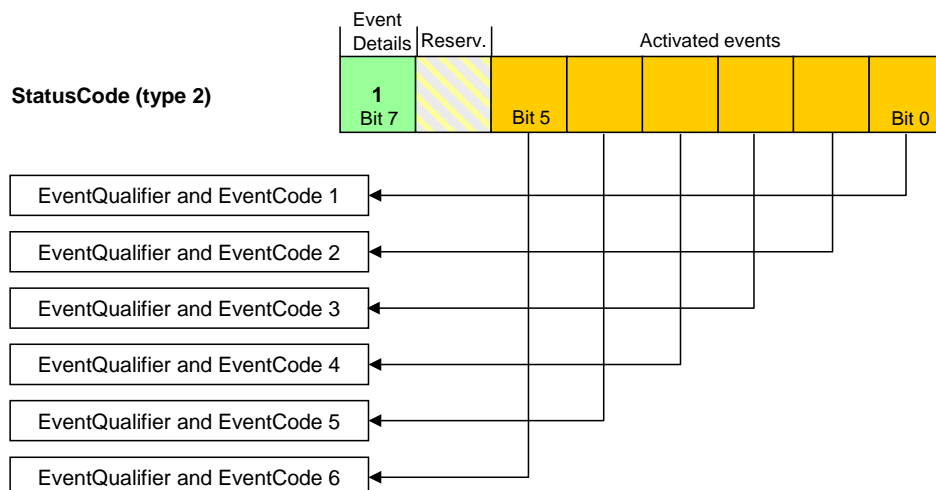 Event
Details
Reserv.
Activated events
StatusCode (type 2)
1
Bit 7
Bit 5
Bit 0
EventQualifier and EventCode 1
EventQualifier and EventCode 2
EventQualifier and EventCode 3
EventQualifier and EventCode 4
EventQualifier and EventCode 5
EventQualifier and EventCode 6